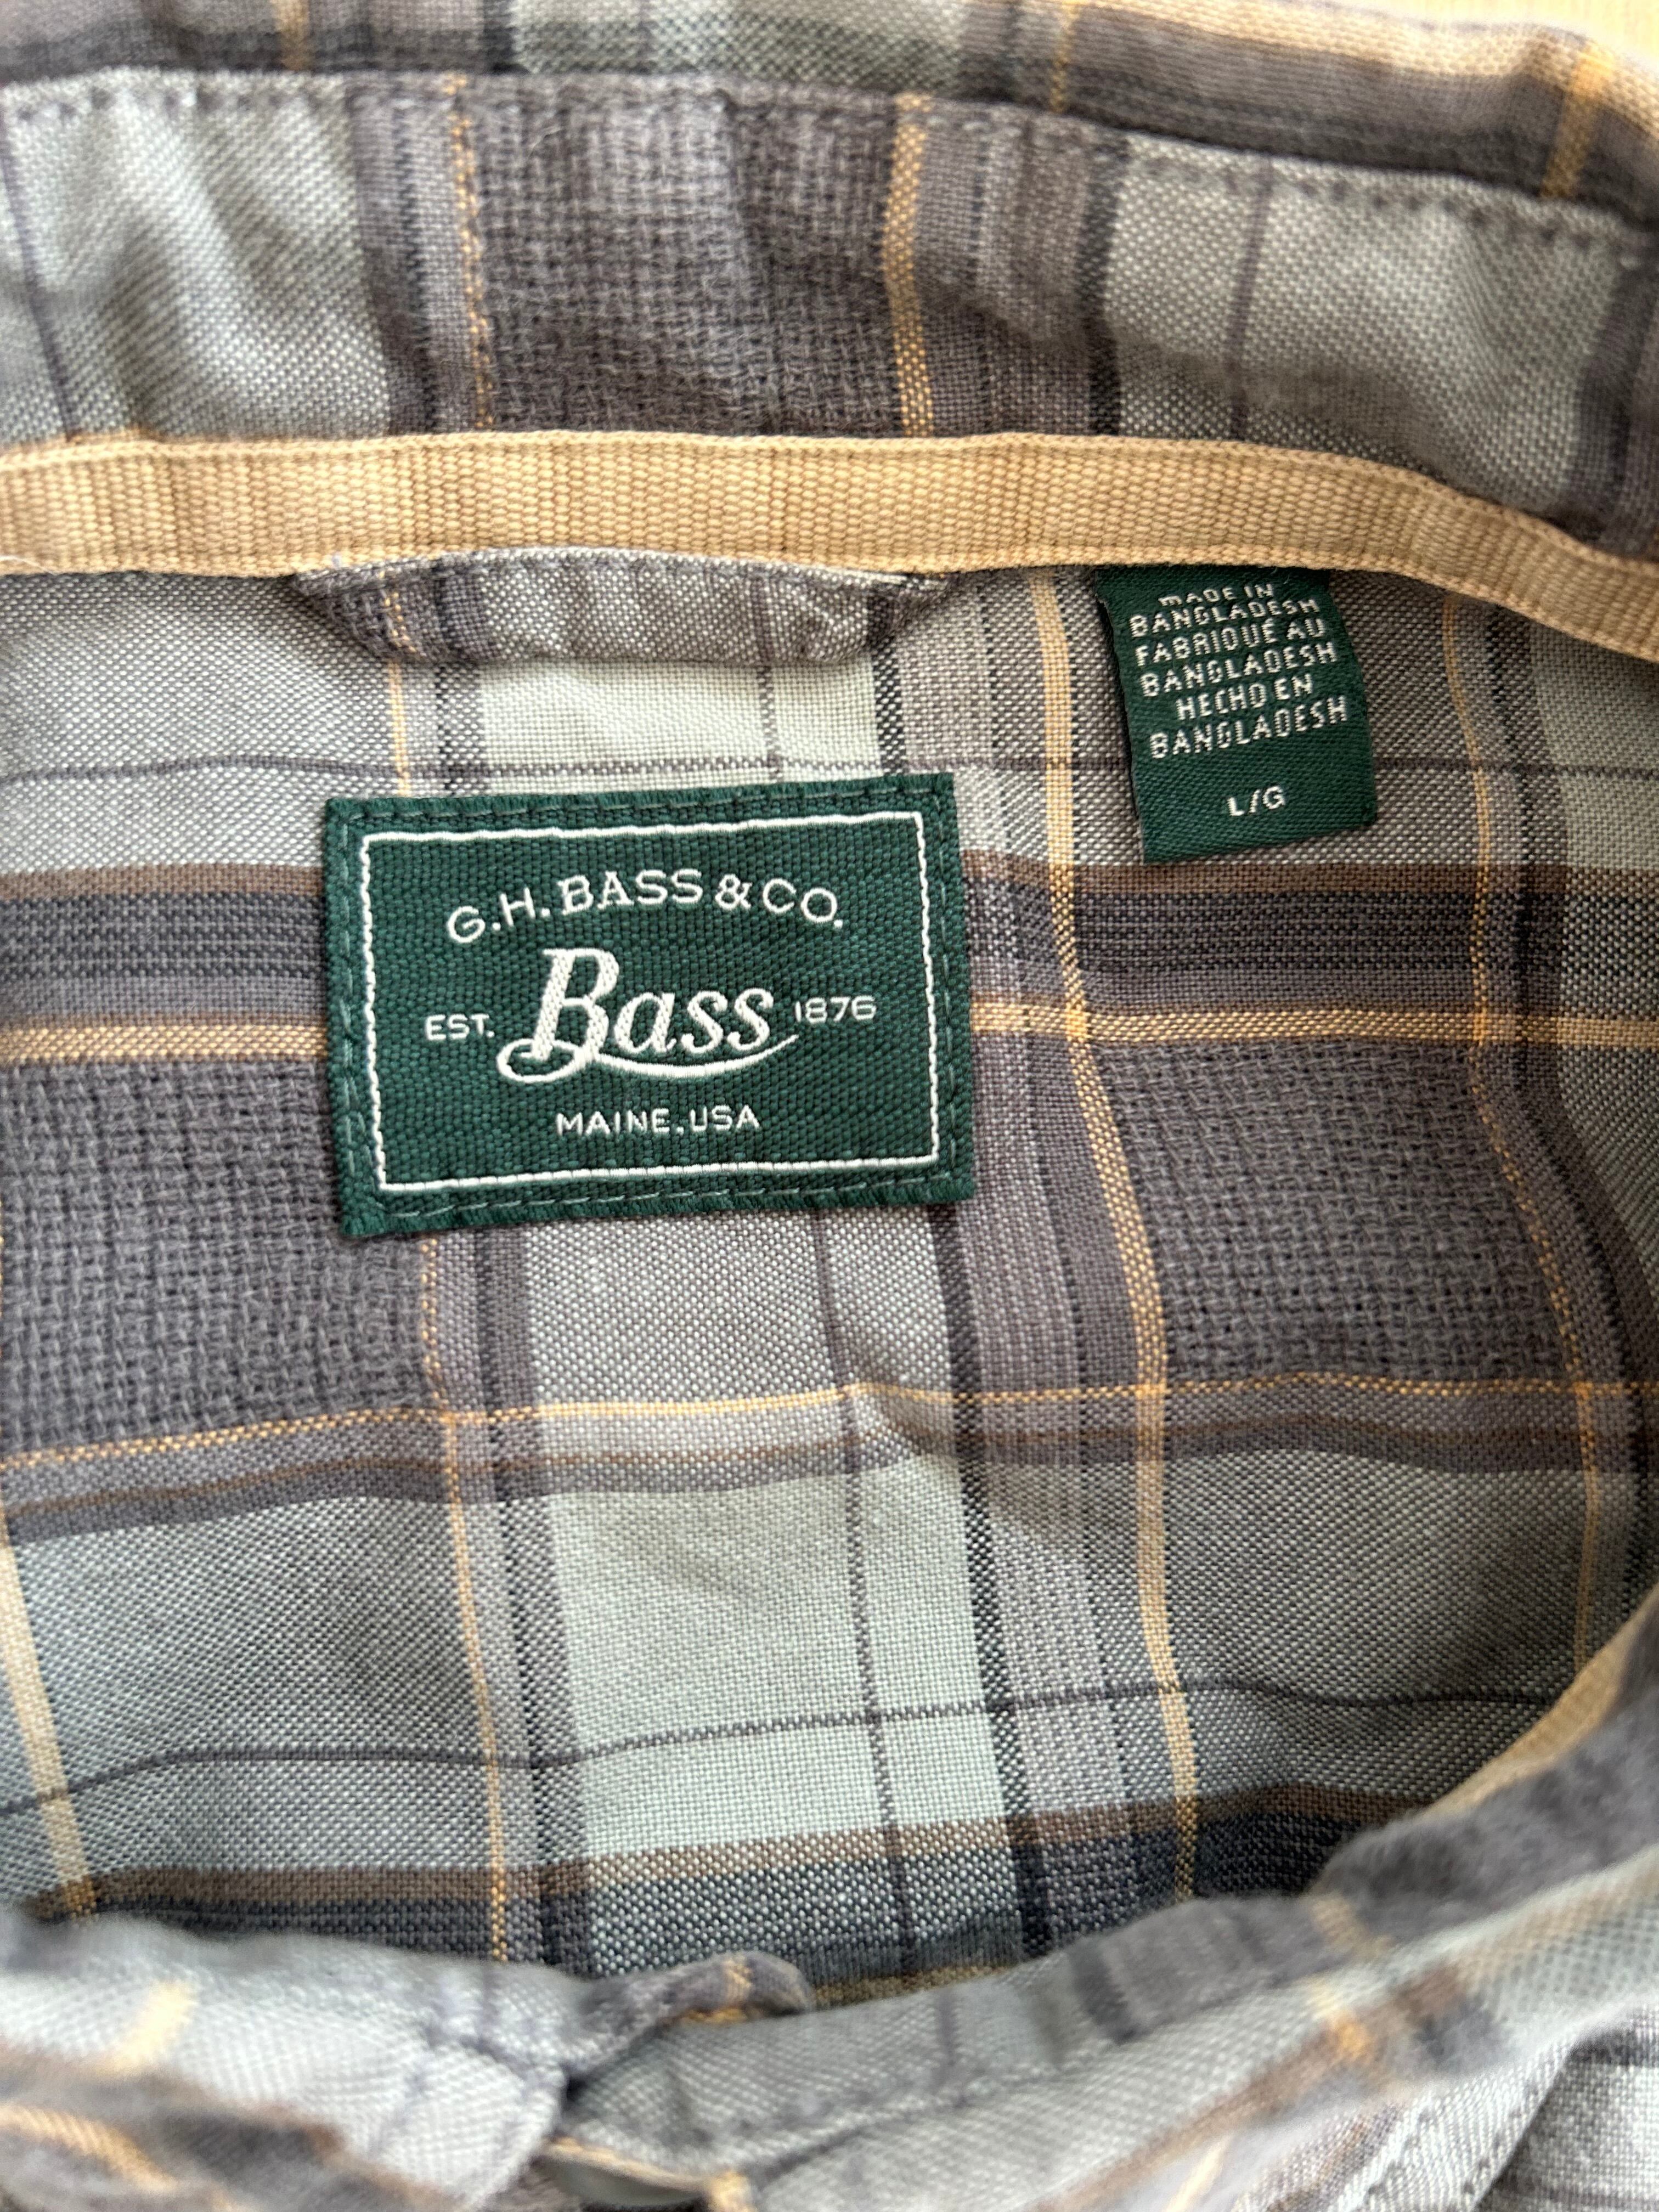 MADE IN
BANGLADESH
FABRIQUÉ AU
BANGLADESH
HECHO EN
BANGLADESH
L/G
G.H. BASS & CO.
EST. Bass 1876
MAINE, USA